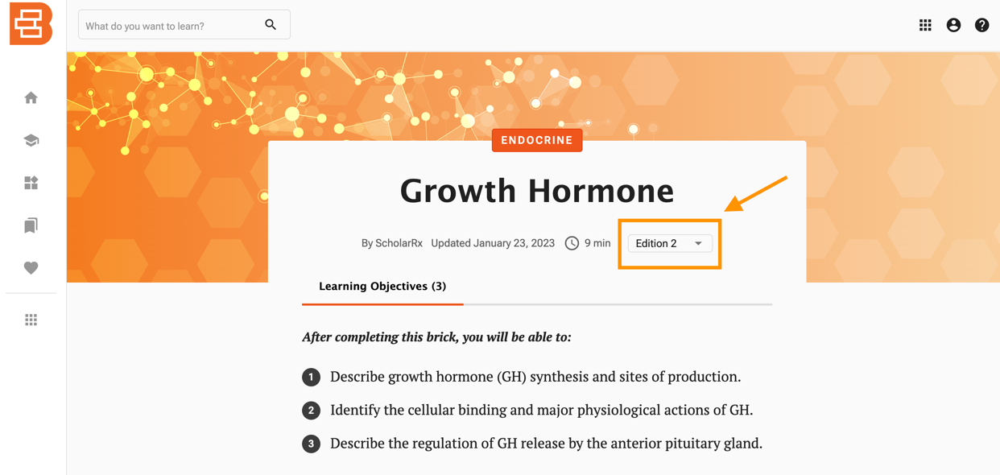 What do you want to learn?
ENDOCRINE
Growth Hormone
By ScholarRx Updated January 23, 2023 9 min Edition 2
Learning Objectives (3)
After completing this brick, you will be able to:
1 Describe growth hormone (GH) synthesis and sites of production.
2 Identify the cellular binding and major physiological actions of GH.
3 Describe the regulation of GH release by the anterior pituitary gland.